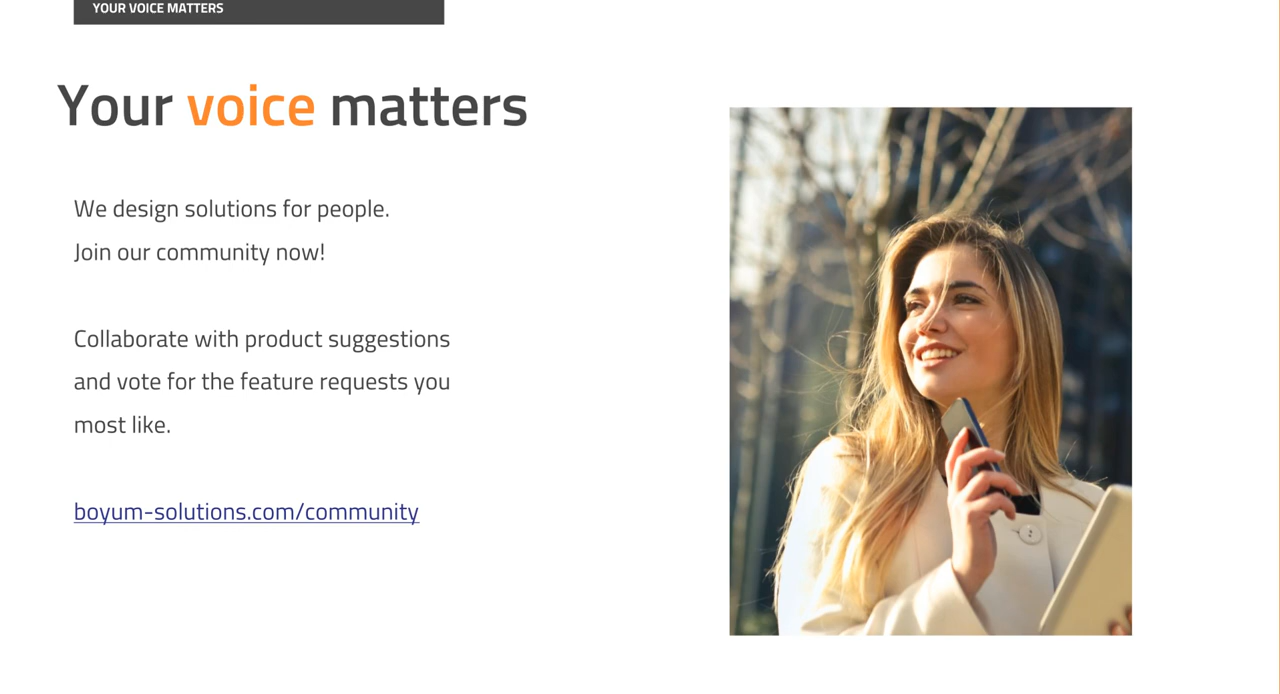 YOUR VOICE MATTERS
Your voice matters
We design solutions for people.
Join our community now!
Collaborate with product suggestions
and vote for the feature requests you
most like.
boyum-solutions.com/community